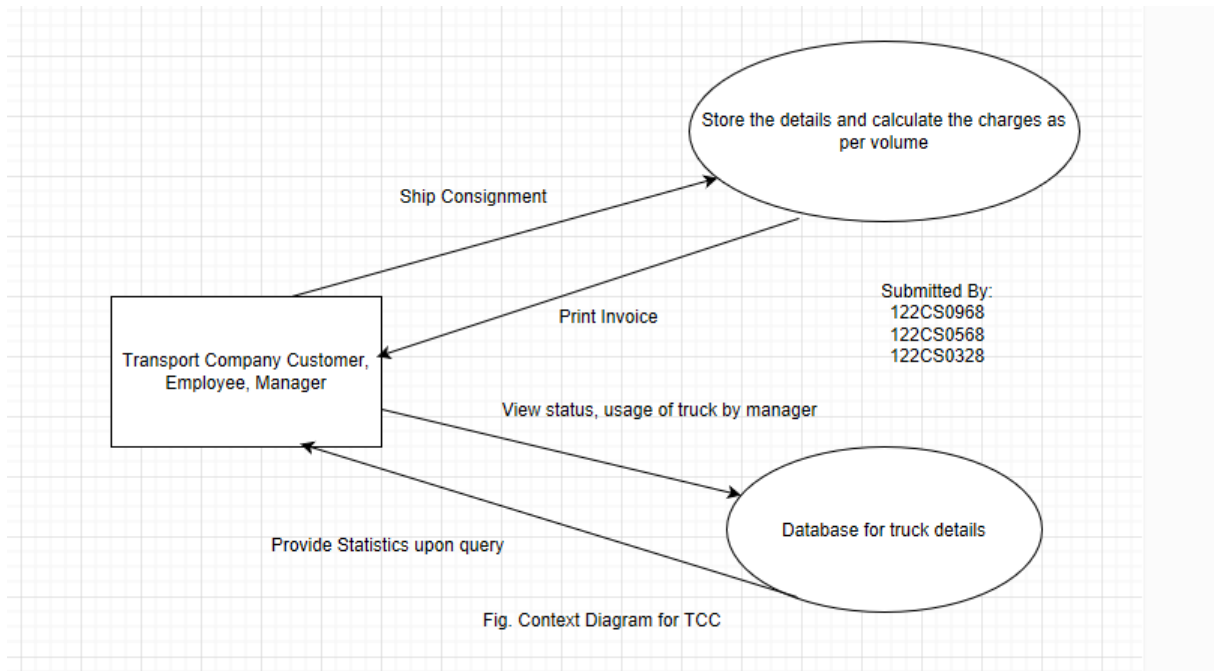 Store the details and calculate the charges as
per volume
Ship Consignment
Submitted By:
122CS0968
122CS0568
122CS0328
Print Invoice
Transport Company Customer,
Employee, Manager
View status, usage of truck by manager
Database for truck details
Provide Statistics upon query
Fig. Context Diagram for TCC